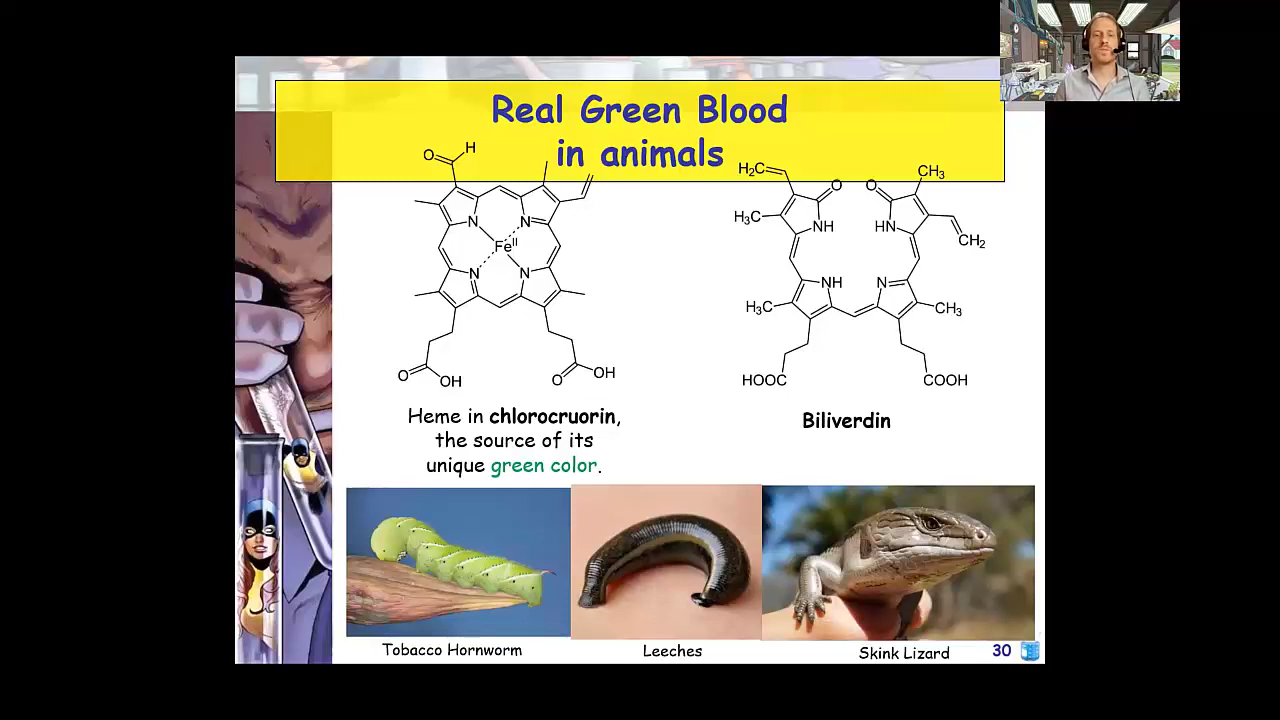 Real Green Blood
in animals
O H
N N
Fe^II
N N
O OH
O OH
H₂C CH₃
O O
H₃C NH HN
CH₂
NH N
H₃C CH₃
HOOC COOH
Heme in chlorocruorin,
the source of its
unique green color.
Biliverdin
Tobacco Hornworm
Leeches
Skink Lizard
30